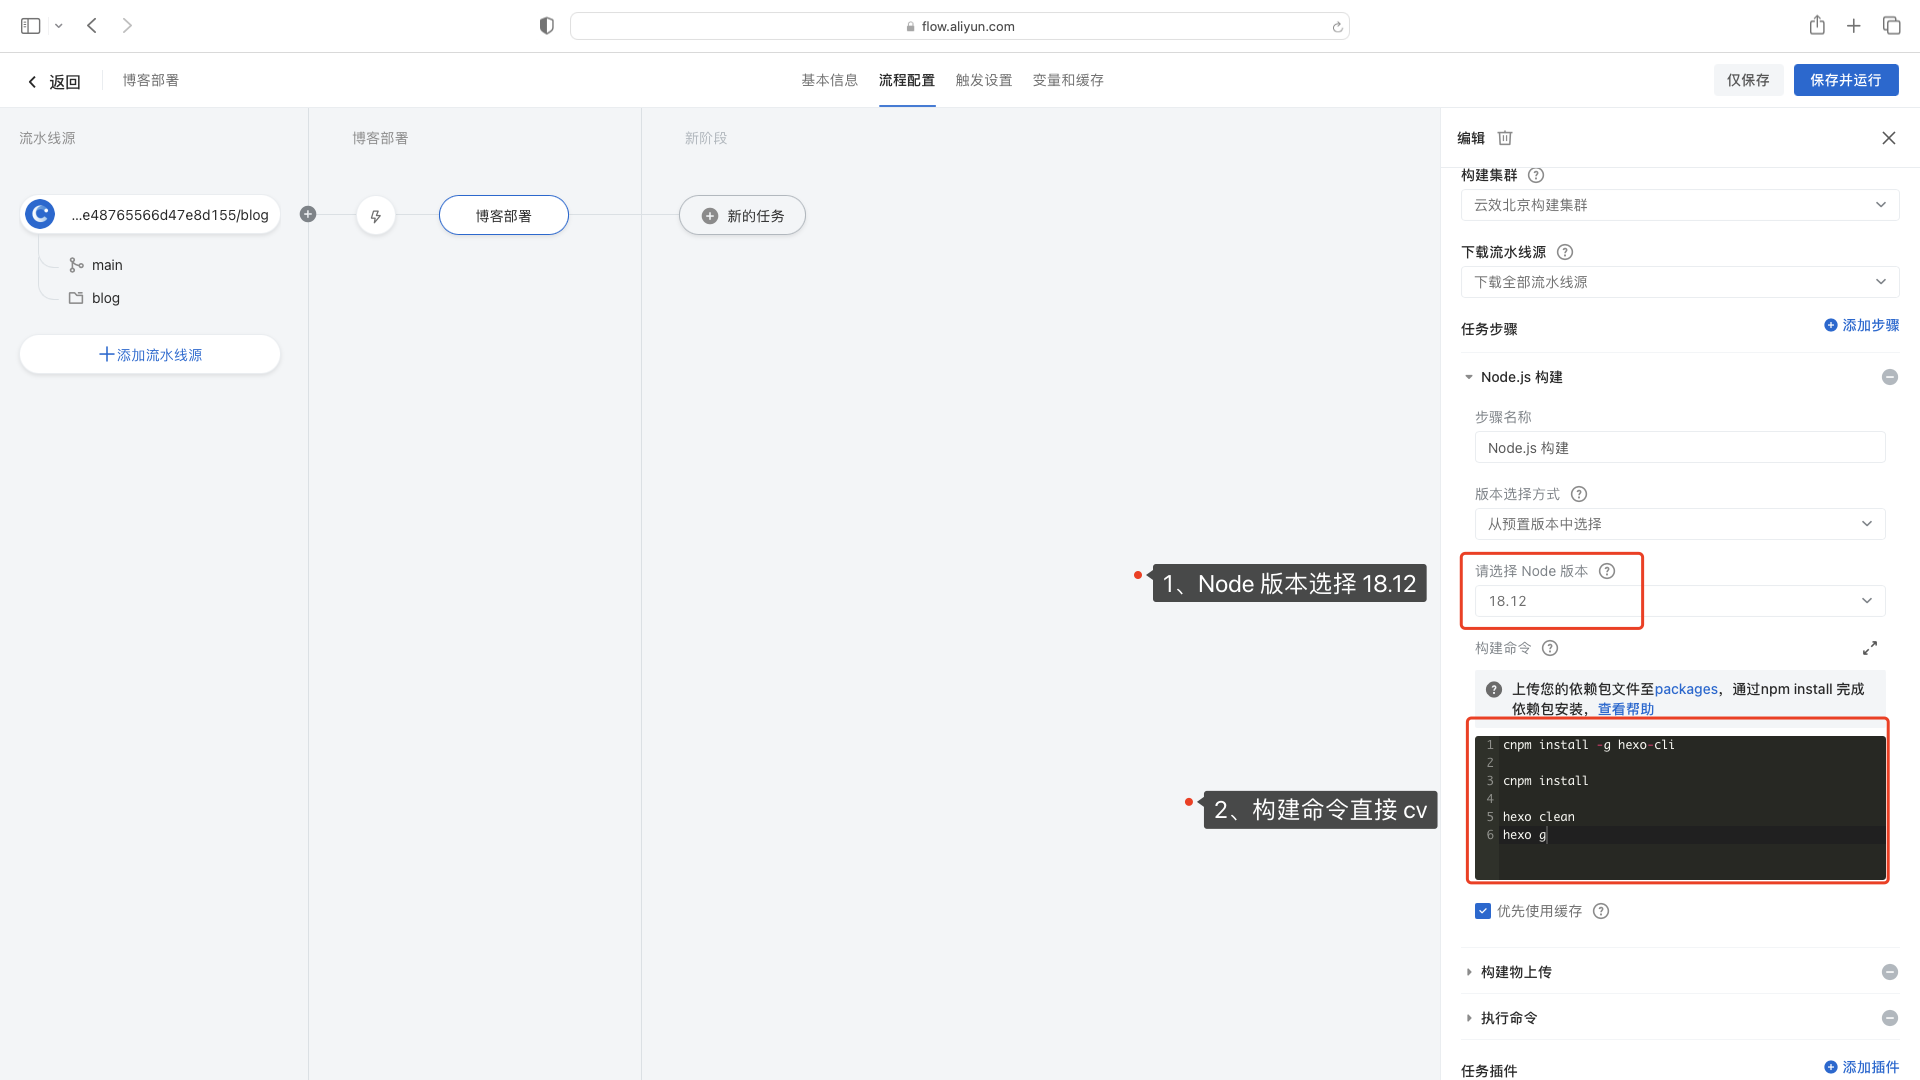 flow.aliyun.com
返回
博客部署
基本信息
流程配置
触发设置
变量和缓存
仅保存
保存并运行
流水线源
博客部署
新阶段
...e48765566d47e8d155/blog
main
blog
添加流水线源
博客部署
新的任务
1、Node 版本选择 18.12
2、构建命令直接 cv
编辑
构建集群
云效北京构建集群
下载流水线源
下载全部流水线源
任务步骤
添加步骤
Node.js 构建
步骤名称
Node.js 构建
版本选择方式
从预置版本中选择
请选择 Node 版本
18.12
构建命令
上传您的依赖包文件至packages，通过npm install 完成
依赖包安装，查看帮助
1 cnpm install -g hexo-cli
2
3 cnpm install
4
5 hexo clean
6 hexo g
优先使用缓存
构建物上传
执行命令
任务插件
添加插件